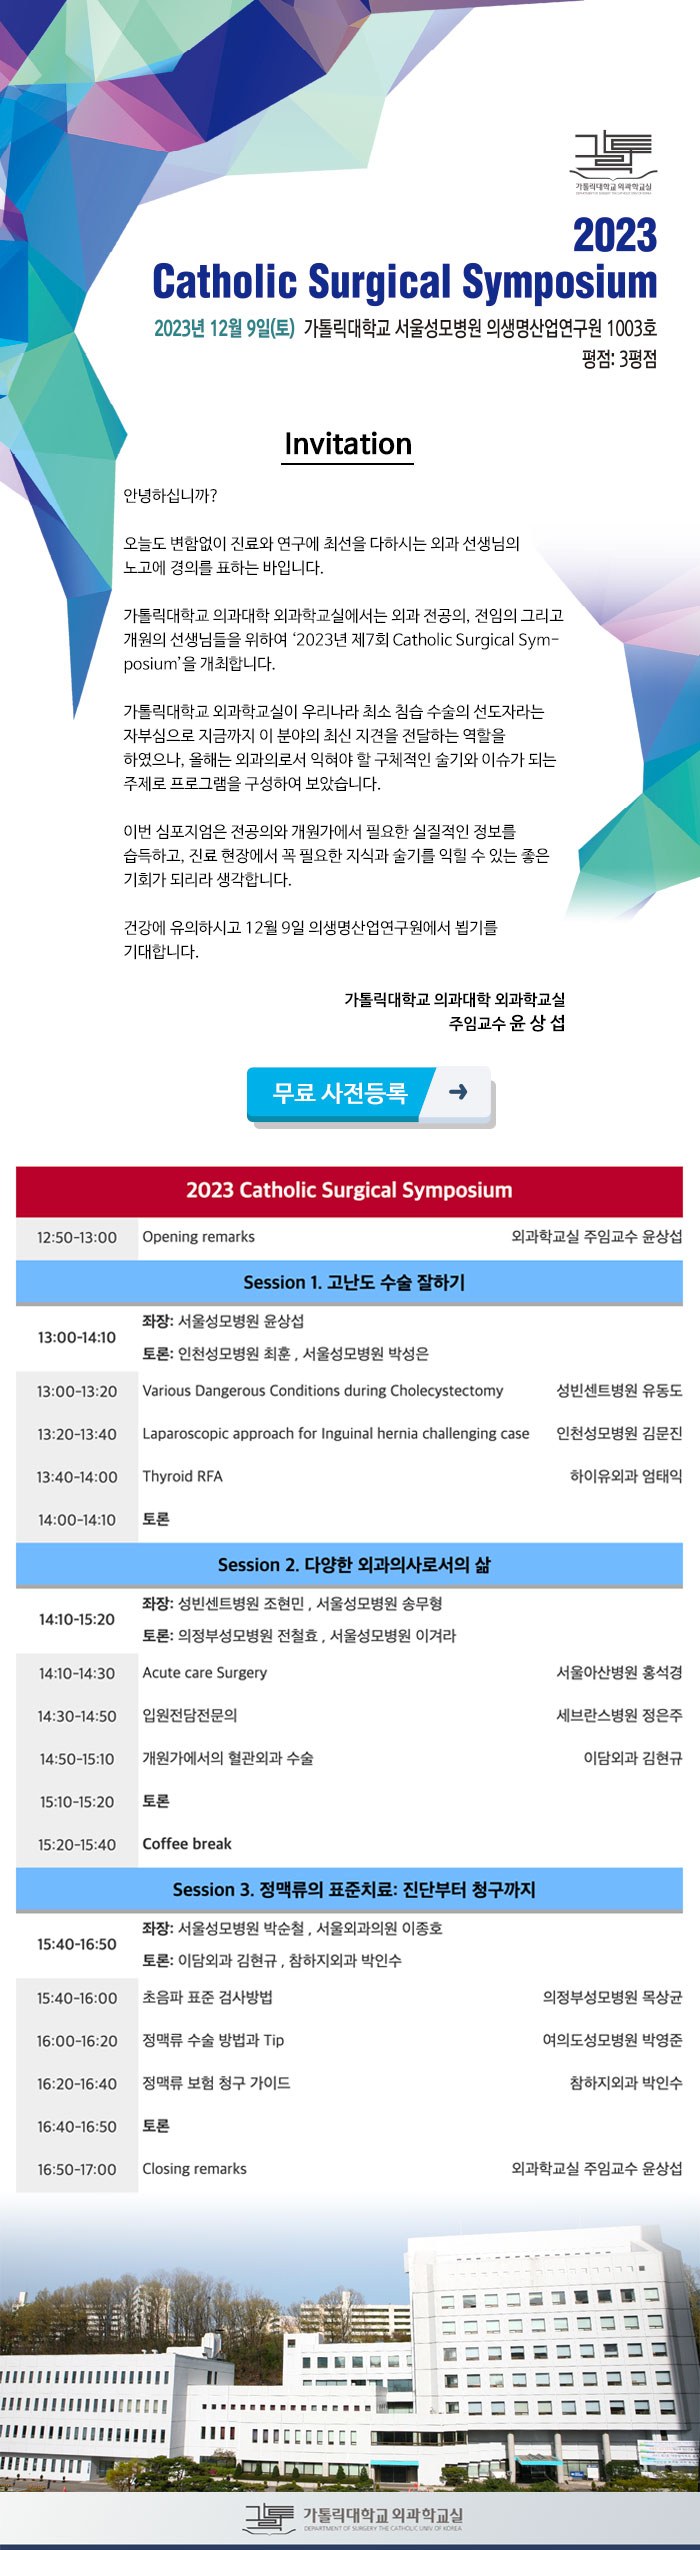 가톨릭
가톨릭대학교 외과학교실
DEPARTMENT OF SURGERY THE CATHOLIC UNIV OF KOREA
2023
Catholic Surgical Symposium
2023년 12월 9일(토) 가톨릭대학교 서울성모병원 의생명산업연구원 1003호
평점: 3평점
Invitation
안녕하십니까?
오늘도 변함없이 진료와 연구에 최선을 다하시는 외과 선생님의
노고에 경의를 표하는 바입니다.
가톨릭대학교 의과대학 외과학교실에서는 외과 전공의, 전임의 그리고
개원의 선생님들을 위하여 ‘2023년 제7회 Catholic Surgical Sym-
posium’을 개최합니다.
가톨릭대학교 외과학교실이 우리나라 최소 침습 수술의 선도자라는
자부심으로 지금까지 이 분야의 최신 지견을 전달하는 역할을
하였으나, 올해는 외과의로서 익혀야 할 구체적인 술기와 이슈가 되는
주제로 프로그램을 구성하여 보았습니다.
이번 심포지엄은 전공의와 개원가에서 필요한 실질적인 정보를
습득하고, 진료 현장에서 꼭 필요한 지식과 술기를 익힐 수 있는 좋은
기회가 되리라 생각합니다.
건강에 유의하시고 12월 9일 의생명산업연구원에서 뵙기를
기대합니다.
가톨릭대학교 의과대학 외과학교실
주임교수 윤 상 섭
무료 사전등록
2023 Catholic Surgical Symposium
12:50-13:00 Opening remarks 외과학교실 주임교수 윤상섭
Session 1. 고난도 수술 잘하기
좌장: 서울성모병원 윤상섭
13:00-14:10
토론: 인천성모병원 최훈 , 서울성모병원 박성은
13:00-13:20 Various Dangerous Conditions during Cholecystectomy 성빈센트병원 유동도
13:20-13:40 Laparoscopic approach for Inguinal hernia challenging case 인천성모병원 김문진
13:40-14:00 Thyroid RFA 하이유외과 엄태익
14:00-14:10 토론
Session 2. 다양한 외과의사로서의 삶
좌장: 성빈센트병원 조현민 , 서울성모병원 송무형
14:10-15:20
토론: 의정부성모병원 전철효 , 서울성모병원 이겨라
14:10-14:30 Acute care Surgery 서울아산병원 홍석경
14:30-14:50 입원전담전문의 세브란스병원 정은주
14:50-15:10 개원가에서의 혈관외과 수술 이담외과 김현규
15:10-15:20 토론
15:20-15:40 Coffee break
Session 3. 정맥류의 표준치료: 진단부터 청구까지
좌장: 서울성모병원 박순철 , 서울외과의원 이종호
15:40-16:50
토론: 이담외과 김현규 , 참하지외과 박인수
15:40-16:00 초음파 표준 검사방법 의정부성모병원 목상균
16:00-16:20 정맥류 수술 방법과 Tip 여의도성모병원 박영준
16:20-16:40 정맥류 보험 청구 가이드 참하지외과 박인수
16:40-16:50 토론
16:50-17:00 Closing remarks 외과학교실 주임교수 윤상섭
가톨릭
가톨릭대학교 외과학교실
DEPARTMENT OF SURGERY THE CATHOLIC UNIV OF KOREA